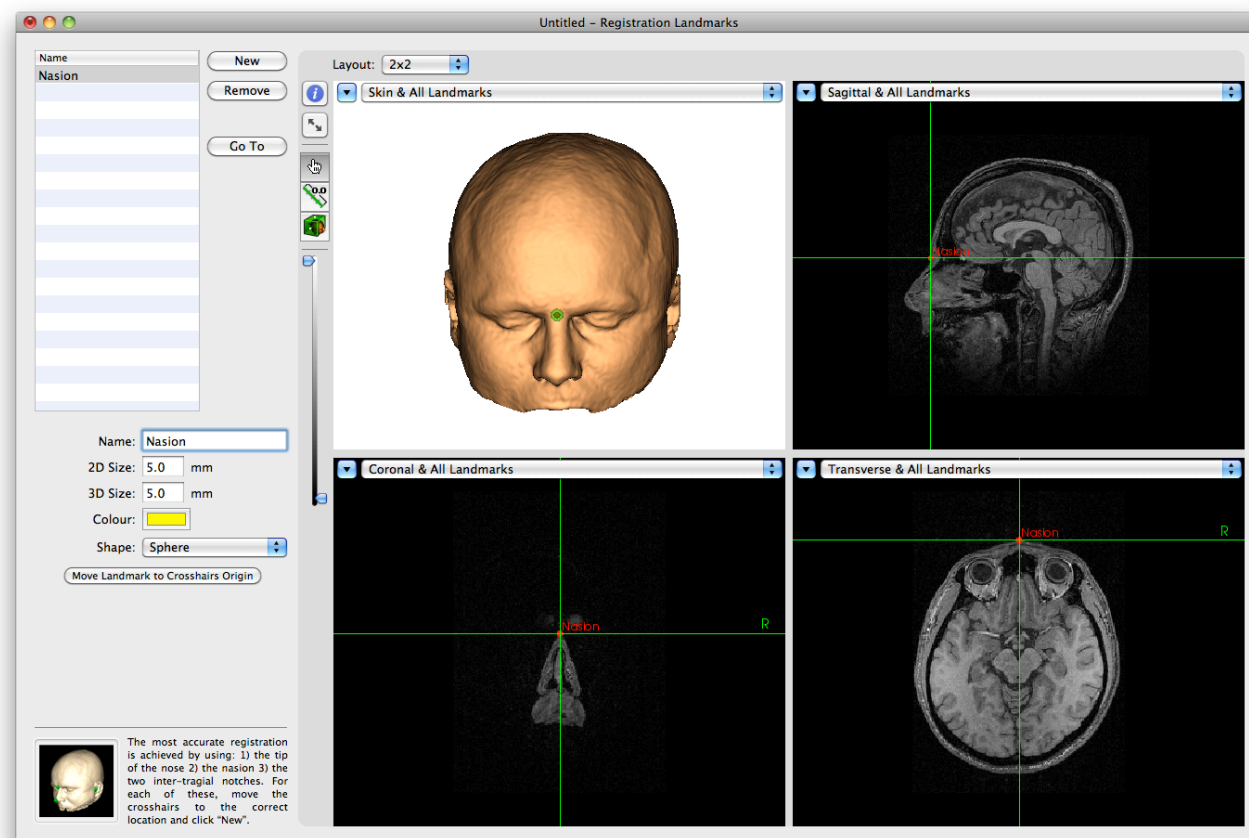 Untitled – Registration Landmarks
Name
Nasion
New
Remove
Go To
Layout: 2x2
Skin & All Landmarks
Sagittal & All Landmarks
0.0
Nasion
Name: Nasion
2D Size: 5.0 mm
3D Size: 5.0 mm
Colour:
Shape: Sphere
Move Landmark to Crosshairs Origin
Coronal & All Landmarks
Transverse & All Landmarks
Nasion
R
Nasion
R
The most accurate registration
is achieved by using: 1) the tip
of the nose 2) the nasion 3) the
two inter-tragial notches. For
each of these, move the
crosshairs to the correct
location and click “New”.